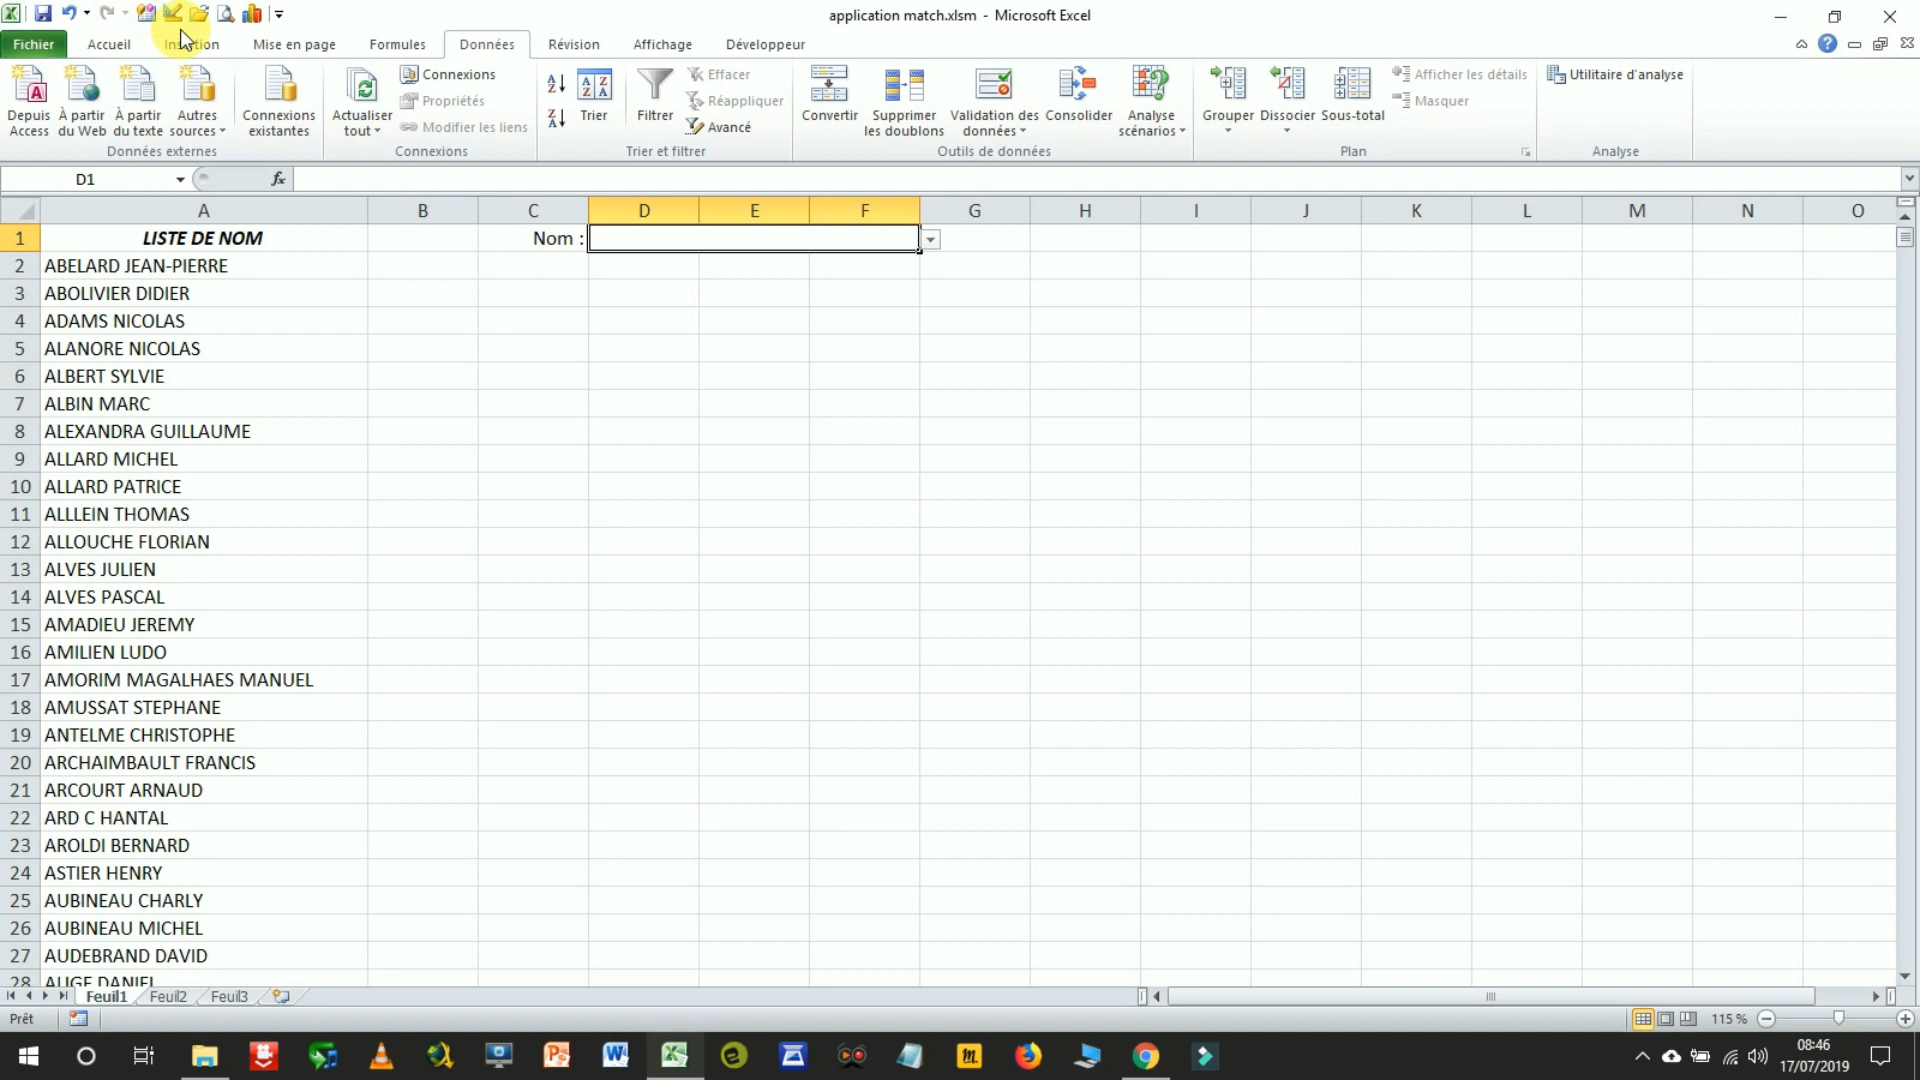 application match.xlsm - Microsoft Excel
Fichier Accueil Insertion Mise en page Formules Données Révision Affichage Développeur
Depuis Access
À partir du Web
À partir du texte
Autres sources
Données externes
Connexions existantes
Actualiser tout
Connexions
Propriétés
Modifier les liens
Connexions
Trier
Filtrer
Effacer
Réappliquer
Avancé
Trier et filtrer
Convertir
Supprimer les doublons
Validation des données
Consolider
Analyse scénarios
Outils de données
Grouper
Dissocier
Sous-total
Afficher les détails
Masquer
Plan
Utilitaire d'analyse
Analyse
D1 fx
A B C D E F G H I J K L M N O
1 LISTE DE NOM Nom :
2 ABELARD JEAN-PIERRE
3 ABOLIVIER DIDIER
4 ADAMS NICOLAS
5 ALANORE NICOLAS
6 ALBERT SYLVIE
7 ALBIN MARC
8 ALEXANDRA GUILLAUME
9 ALLARD MICHEL
10 ALLARD PATRICE
11 ALLLEIN THOMAS
12 ALLOUCHE FLORIAN
13 ALVES JULIEN
14 ALVES PASCAL
15 AMADIEU JEREMY
16 AMILIEN LUDO
17 AMORIM MAGALHAES MANUEL
18 AMUSSAT STEPHANE
19 ANTELME CHRISTOPHE
20 ARCHAIMBAULT FRANCIS
21 ARCOURT ARNAUD
22 ARD C HANTAL
23 AROLDI BERNARD
24 ASTIER HENRY
25 AUBINEAU CHARLY
26 AUBINEAU MICHEL
27 AUDEBRAND DAVID
28 AUGE DANIEL
Feuil1 Feuil2 Feuil3
Prêt 115 %
08:46
17/07/2019